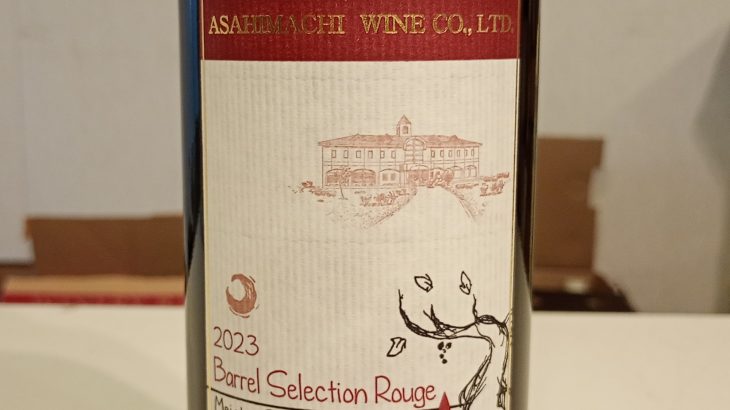 ASAHIMACHI WINE CO., LTD.
2023
Barrel Selection Rouge